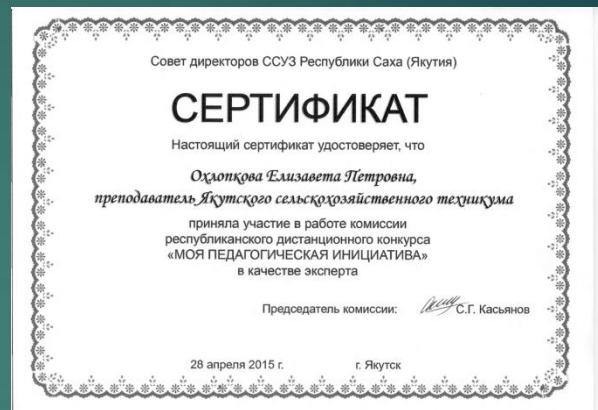 Совет директоров ССУЗ Республики Саха (Якутия)
СЕРТИФИКАТ
Настоящий сертификат удостоверяет, что
Охлопкова Елизавета Петровна,
преподаватель Якутского сельскохозяйственного техникума
приняла участие в работе комиссии
республиканского дистанционного конкурса
«МОЯ ПЕДАГОГИЧЕСКАЯ ИНИЦИАТИВА»
в качестве эксперта
Председатель комиссии: С.Г. Касьянов
28 апреля 2015 г. г. Якутск